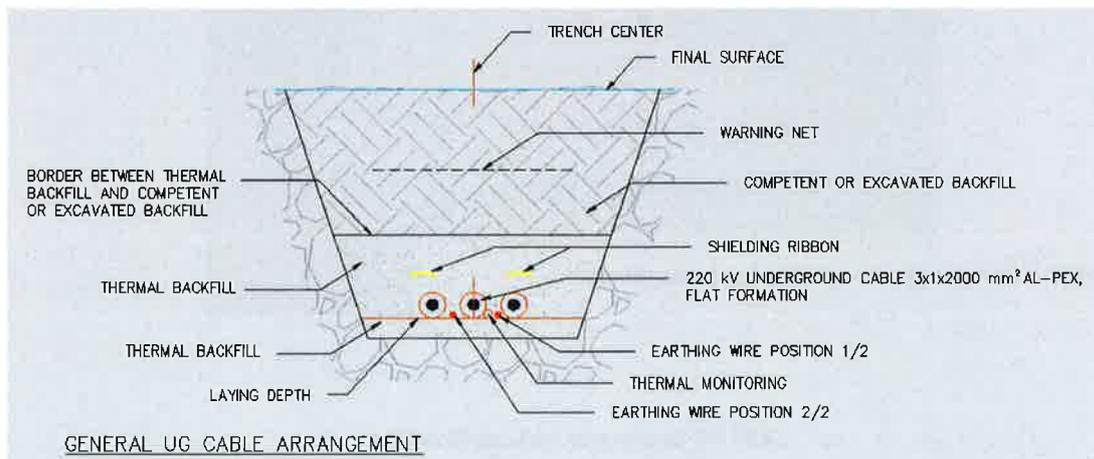 TRENCH CENTER
FINAL SURFACE
WARNING NET
BORDER BETWEEN THERMAL
BACKFILL AND COMPETENT
OR EXCAVATED BACKFILL
COMPETENT OR EXCAVATED BACKFILL
SHIELDING RIBBON
220 kV UNDERGROUND CABLE 3x1x2000 mm² AL-PEX,
FLAT FORMATION
THERMAL BACKFILL
THERMAL BACKFILL
EARTHING WIRE POSITION 1/2
THERMAL MONITORING
LAYING DEPTH
EARTHING WIRE POSITION 2/2
GENERAL UG CABLE ARRANGEMENT